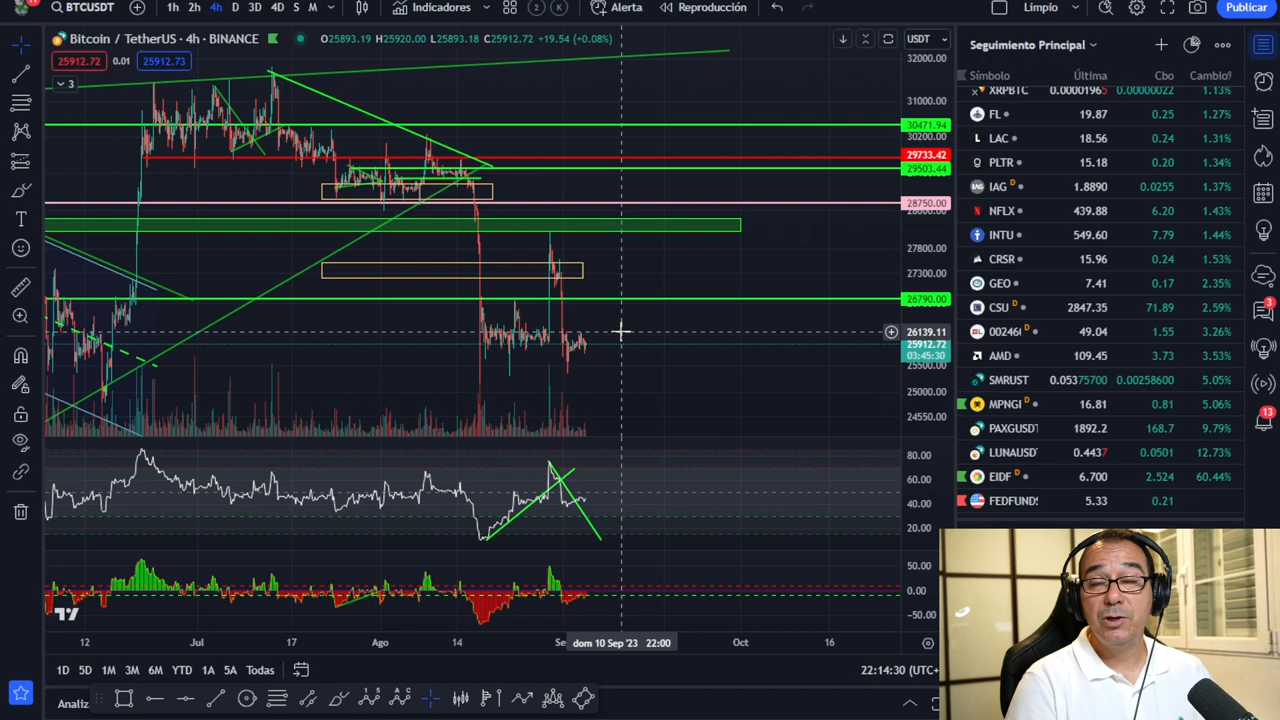 BTCUSDT 1h 2h 4h D 3D 4D S M Indicadores 2 K Alerta Reproducción Limpio Publicar
Bitcoin / TetherUS · 4h · BINANCE O25893.19 H25920.00 L25893.18 C25912.72 +19.54 (+0.08%)
USDT
25912.72 0.01 25912.73
3
32000.00
31000.00
30471.94
30200.00
29733.42
29503.44
28750.00
28000.00
27800.00
27300.00
26790.00
26139.11
25912.72
03:45:30
25500.00
25000.00
24550.00
80.00
60.00
40.00
20.00
50.00
0.00
−50.00
12 Jul 17 Ago 14 Se dom 10 Sep '23 22:00 Oct 16
1D 5D 1M 3M 6M YTD 1A 5A Todas 22:14:30 (UTC+
Analiz
Seguimiento Principal
Símbolo Última Cbo Cambio%
XRPBTC 0.00001965 0.00000022 1.13%
FL 19.87 0.25 1.27%
LAC 18.56 0.24 1.31%
PLTR 15.18 0.20 1.34%
IAG D 1.8890 0.0255 1.37%
NFLX 439.88 6.20 1.43%
INTU 549.60 7.79 1.44%
CRSR 15.96 0.24 1.53%
GEO 7.41 0.17 2.35%
CSU D 2847.35 71.89 2.59%
00246 D 49.04 1.55 3.26%
AMD 109.45 3.73 3.53%
SMRUST 0.05375700 0.00258600 5.05%
MPNGI D 16.81 0.81 5.06%
PAXGUSDT 1892.2 168.7 9.79%
LUNAUSD 0.4437 0.0501 12.73%
EIDF D 6.700 2.524 60.44%
FEDFUNDS 5.33 0.21
3
13